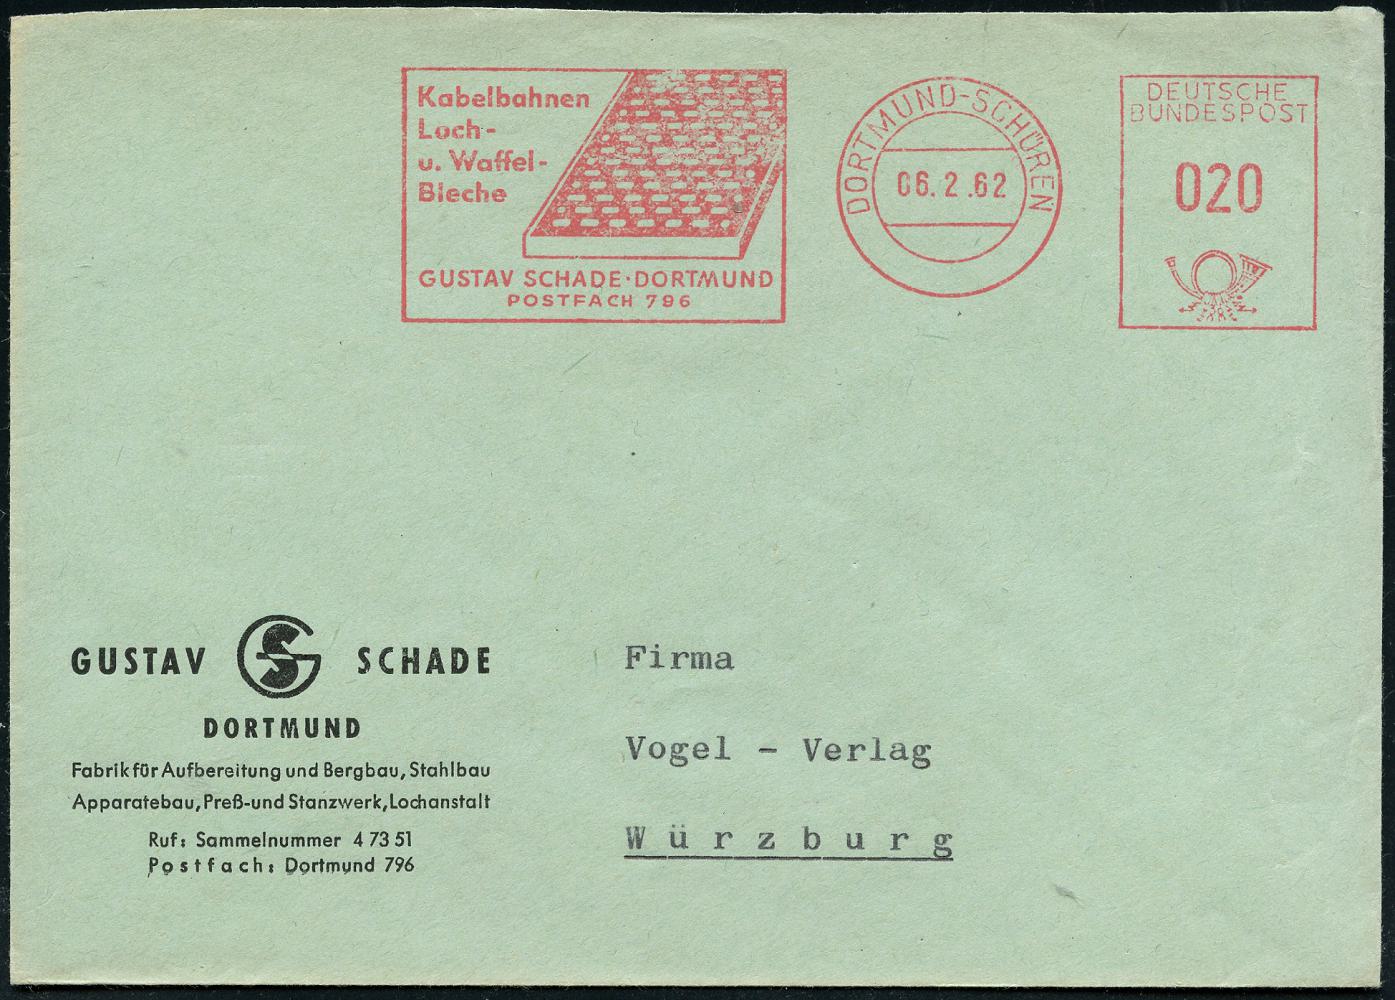 Kabelbahnen
Loch-
u. Waffel-
Bleche
GUSTAV SCHADE·DORTMUND
POSTFACH 796
DORTMUND-SCHÜREN
06.2.62
DEUTSCHE
BUNDESPOST
020
GUSTAV GS SCHADE
DORTMUND
Fabrik für Aufbereitung und Bergbau, Stahlbau
Apparatebau, Preß-und Stanzwerk, Lochanstalt
Ruf: Sammelnummer 4 73 51
Postfach: Dortmund 796
Firma
Vogel - Verlag
Würzburg